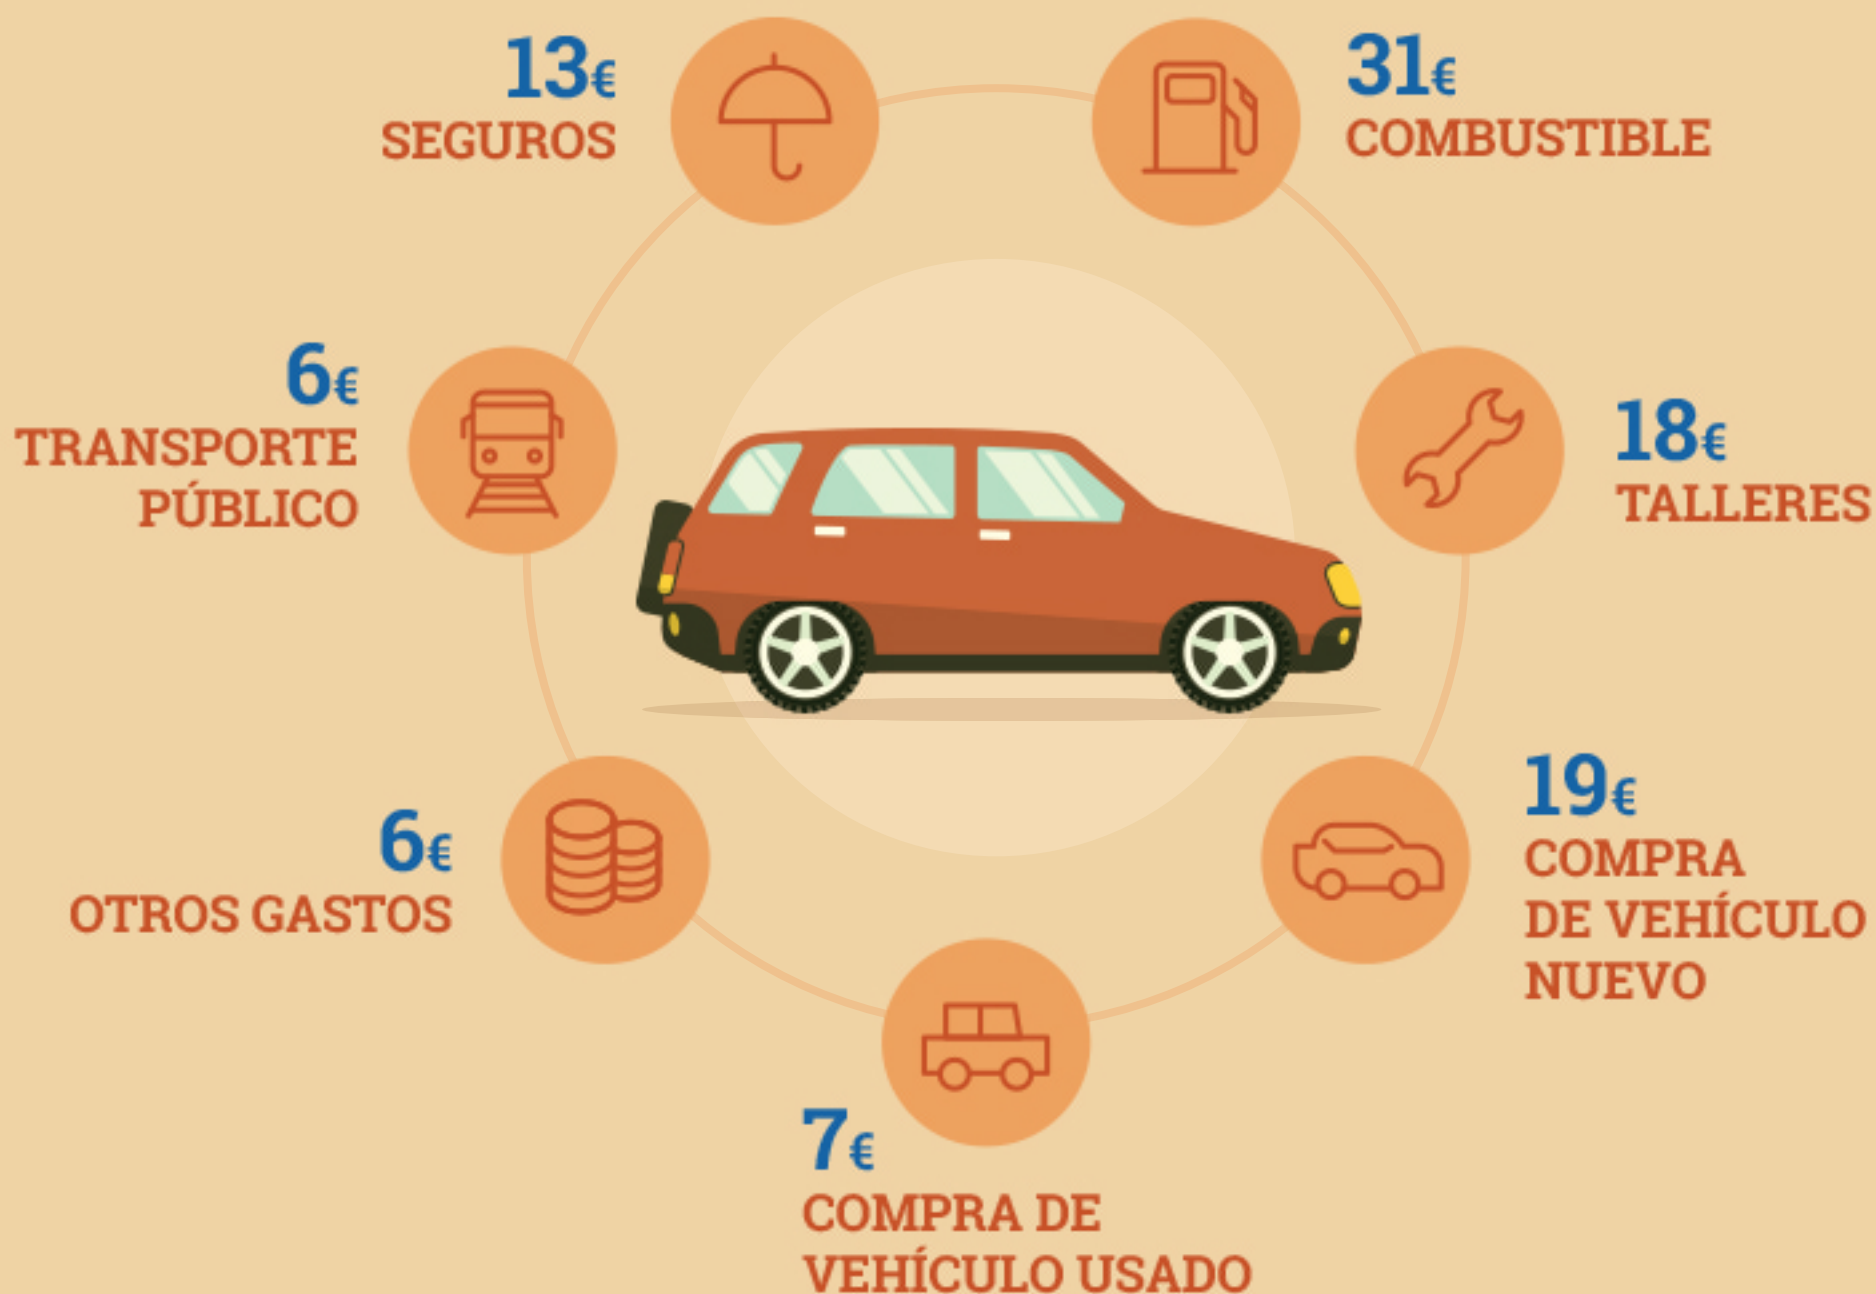 13€
SEGUROS
31€
COMBUSTIBLE
6€
TRANSPORTE
PÚBLICO
18€
TALLERES
6€
OTROS GASTOS
19€
COMPRA
DE VEHÍCULO
NUEVO
7€
COMPRA DE
VEHÍCULO USADO